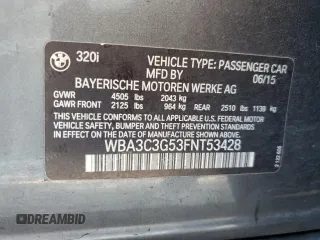 320i VEHICLE TYPE: PASSENGER CAR
MFD BY 06/15
BAYERISCHE MOTOREN WERKE AG
GVWR 4505 lbs 2043 kg
GAWR FRONT 2125 lbs 964 kg REAR 2510 lbs 1139 kg
THIS VEHICLE CONFORMS TO ALL APPLICABLE
FEDERAL MOTOR VEHICLE SAFETY,
BUMPER, AND THEFT PREVENTION STANDARDS
IN EFFECT ON THE DATE OF MANUFACTURE
SHOWN ABOVE.
WBA3C3G53FNT53428
© DREAMBID
DREAMBID.COM